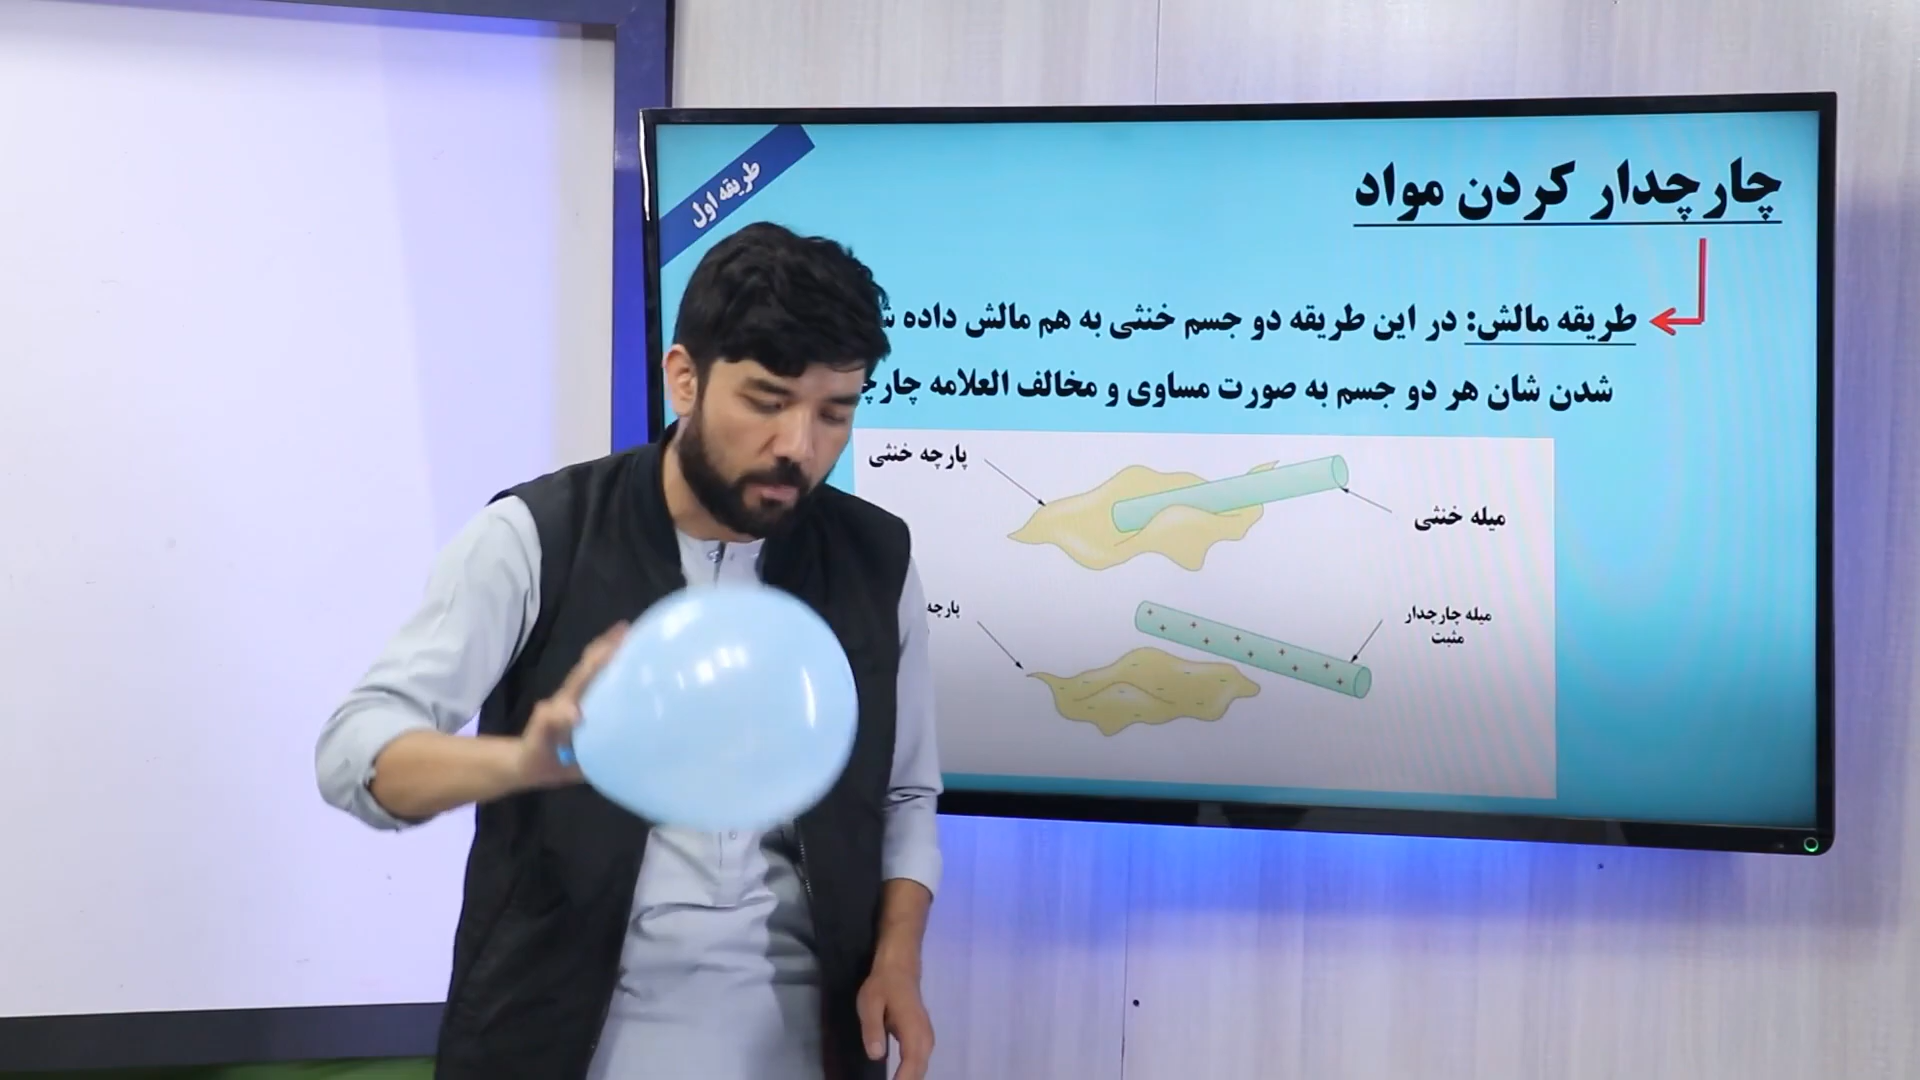 چارچدار کردن مواد
طریقه اول
طریقه مالش: در این طریقه دو جسم خنثی به هم مالش داده
شدن شان هر دو جسم به صورت مساوی و مخالف العلامه
پارچه خنثی
میله خنثی
پارچه
میله چارچدار
مثبت